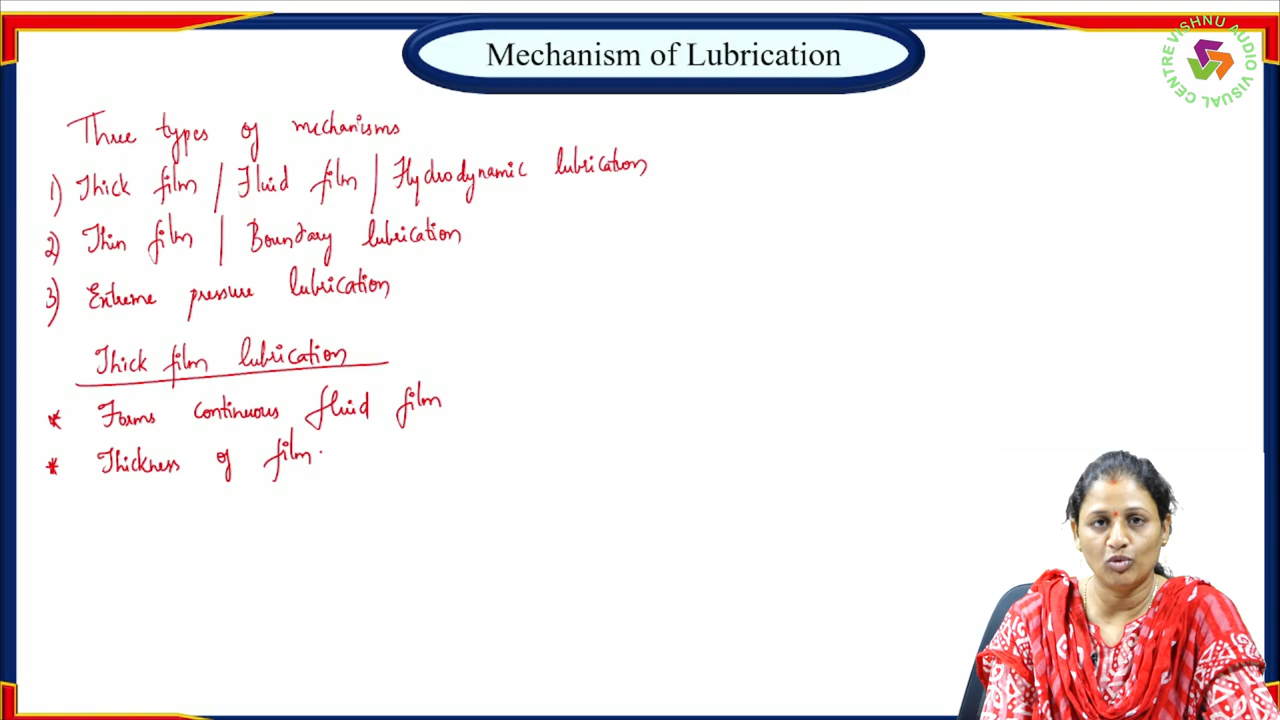 Mechanism of Lubrication
VISHNU AUDIO VISUAL CENTRE
Three types of mechanisms
1) Thick film / Fluid film / Hydrodynamic lubrication
2) Thin film / Boundary lubrication
3) Extreme pressure lubrication
Thick film lubrication
* Forms continuous fluid film
* Thickness of film